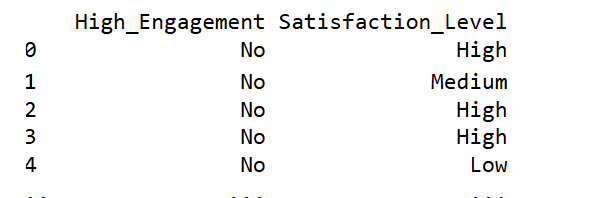 High_Engagement Satisfaction_Level
0 No High
1 No Medium
2 No High
3 No High
4 No Low
.. ... ...